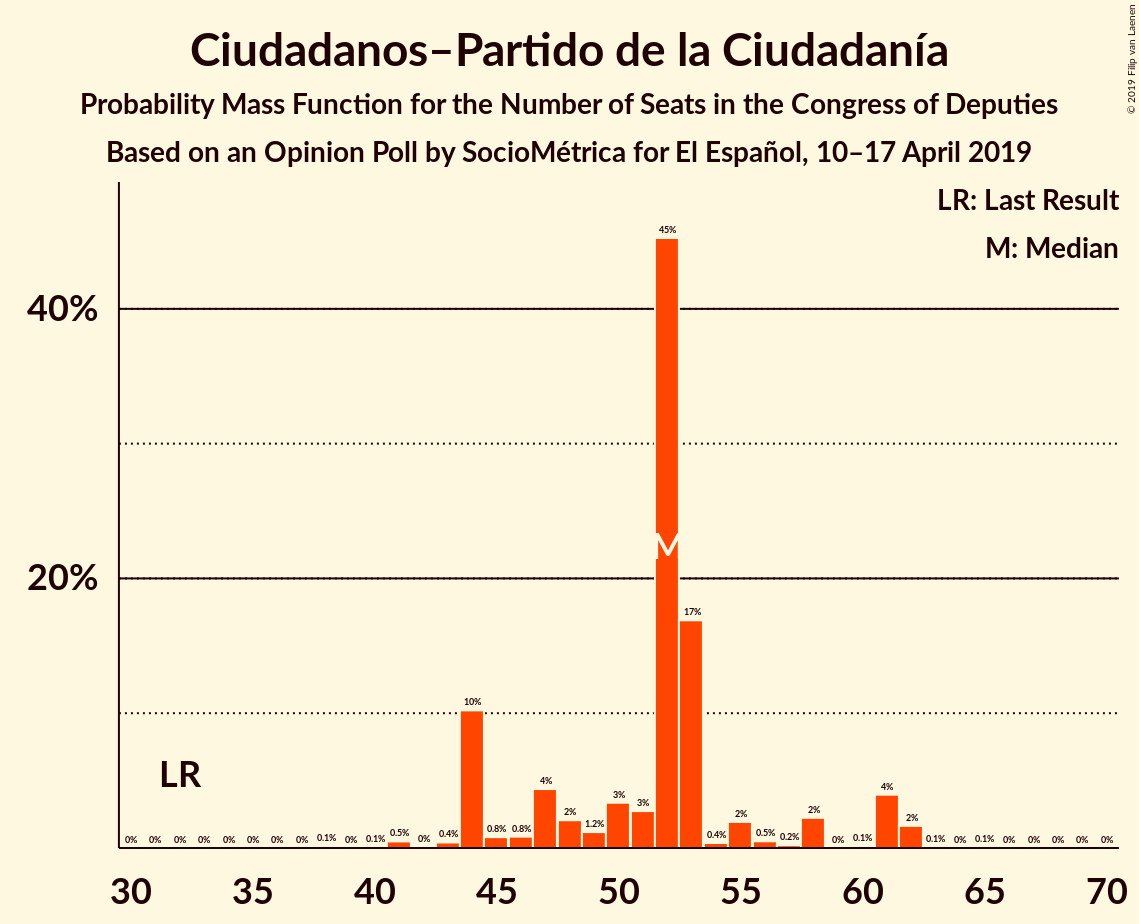 Ciudadanos–Partido de la Ciudadanía
Probability Mass Function for the Number of Seats in the Congress of Deputies
Based on an Opinion Poll by SocioMétrica for El Español, 10–17 April 2019
© 2019 Filip van Laenen
LR: Last Result
M: Median
40%
20%
LR
M
0% 0% 0% 0% 0% 0% 0% 0% 0.1% 0% 0.1% 0.5% 0% 0.4% 10% 0.8% 0.8% 4% 2% 1.2% 3% 3% 45% 17% 0.4% 2% 0.5% 0.2% 2% 0% 0.1% 4% 2% 0.1% 0% 0.1% 0% 0% 0% 0% 0%
30 35 40 45 50 55 60 65 70